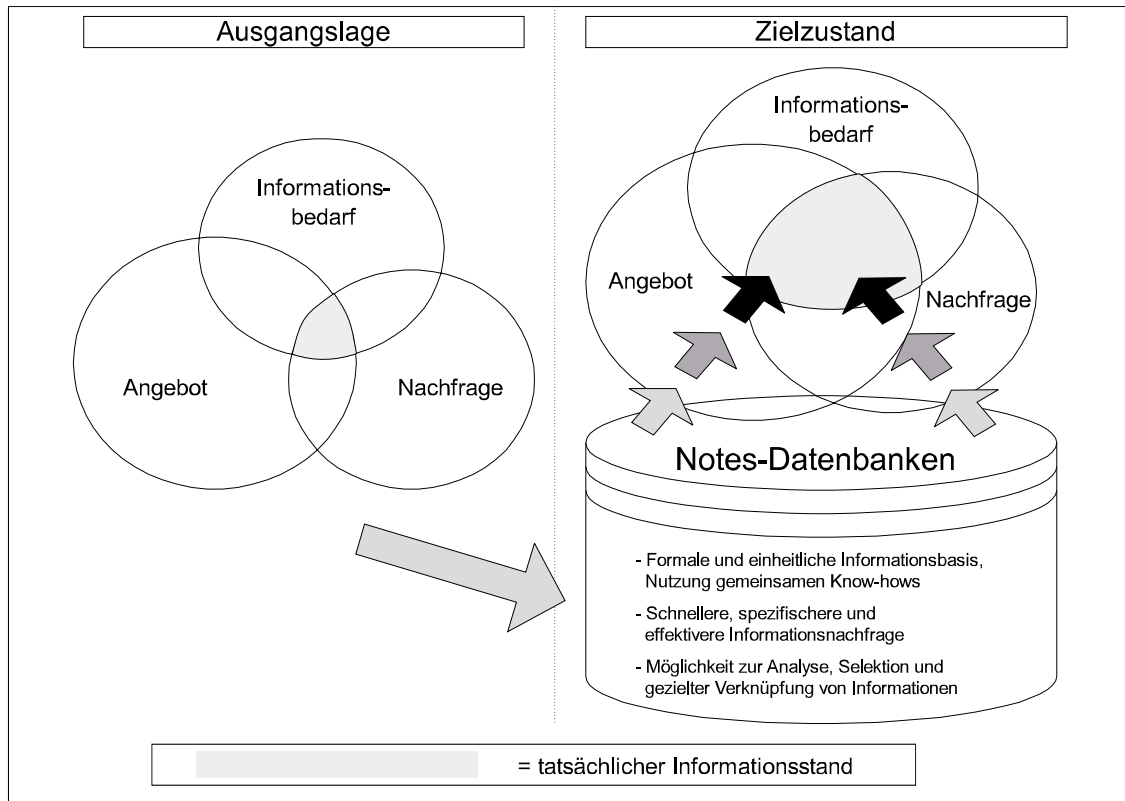 Ausgangslage
Informations-
bedarf
Angebot
Nachfrage
Zielzustand
Informations-
bedarf
Angebot
Nachfrage
Notes-Datenbanken
- Formale und einheitliche Informationsbasis,
Nutzung gemeinsamen Know-hows
- Schnellere, spezifischere und
effektivere Informationsnachfrage
- Möglichkeit zur Analyse, Selektion und
gezielter Verknüpfung von Informationen
= tatsächlicher Informationsstand